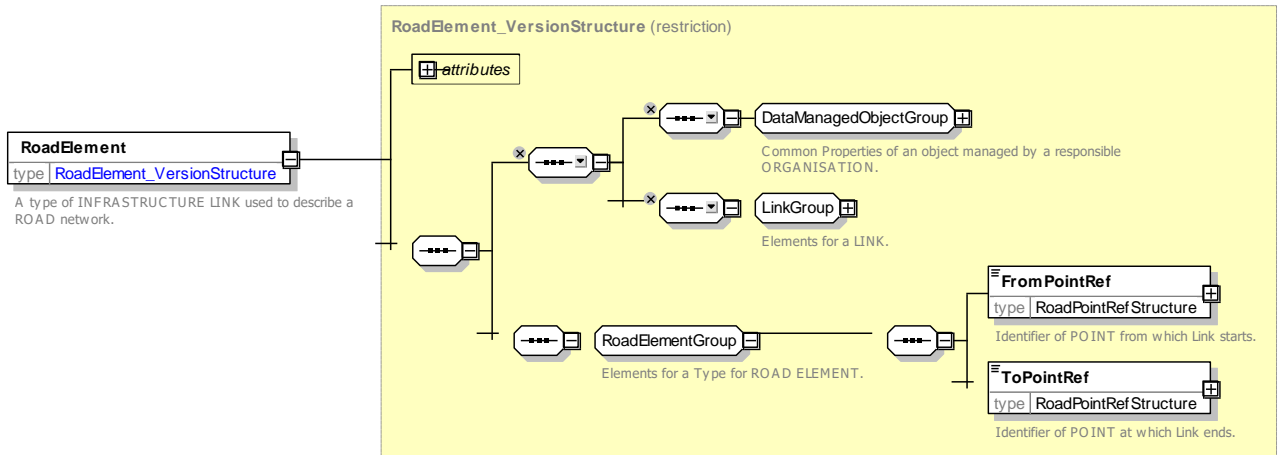 RoadElement_VersionStructure (restriction)
attributes
DataManagedObjectGroup
Common Properties of an object managed by a responsible
ORGANISATION.
RoadElement
type RoadElement_VersionStructure
A type of INFRASTRUCTURE LINK used to describe a
ROAD network.
LinkGroup
Elements for a LINK.
FromPointRef
type RoadPointRefStructure
Identifier of POINT from which Link starts.
RoadElementGroup
Elements for a Type for ROAD ELEMENT.
ToPointRef
type RoadPointRefStructure
Identifier of POINT at which Link ends.